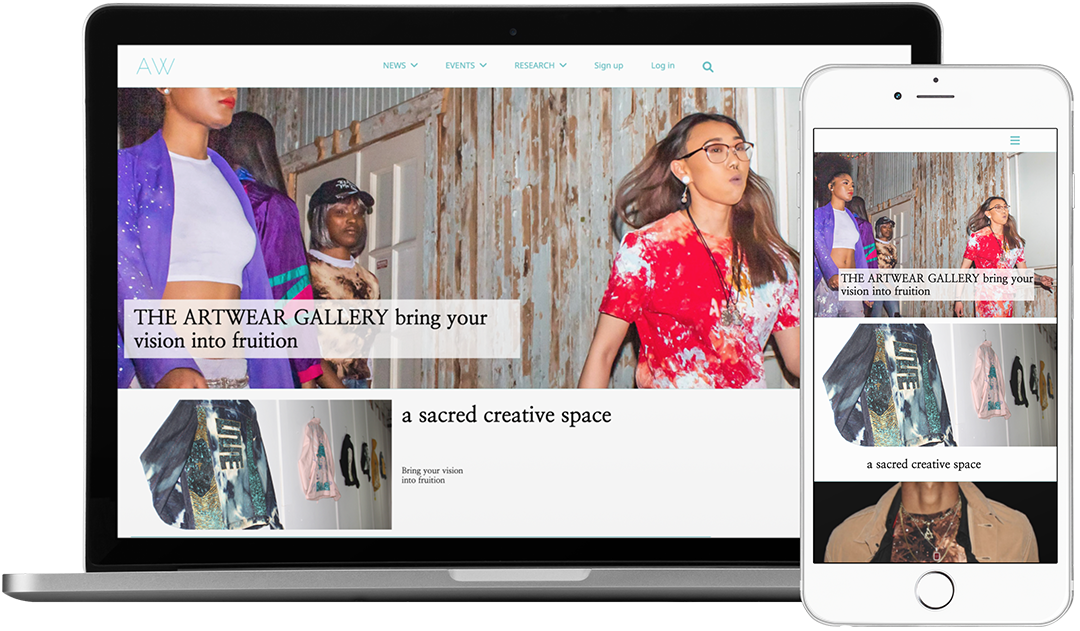 AW
NEWS
EVENTS
RESEARCH
Sign up
Log in
THE ARTWEAR GALLERY bring your
vision into fruition
a sacred creative space
Bring your vision
into fruition
THE ARTWEAR GALLERY bring your
vision into fruition
a sacred creative space